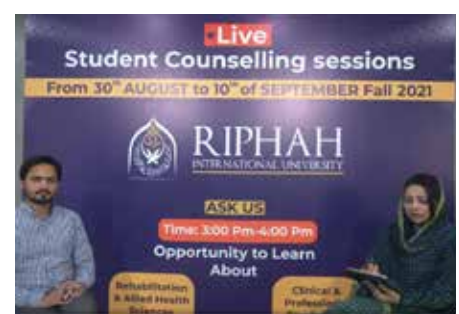 Live
Student Counselling sessions
From 30th AUGUST to 10th of SEPTEMBER Fall 2021
RIPHAH
INTERNATIONAL UNIVERSITY
ASK US
Time: 3:00 Pm-4:00 Pm
Opportunity to Learn
About
Rehabilitation
& Allied Health
Sciences
Clinical &